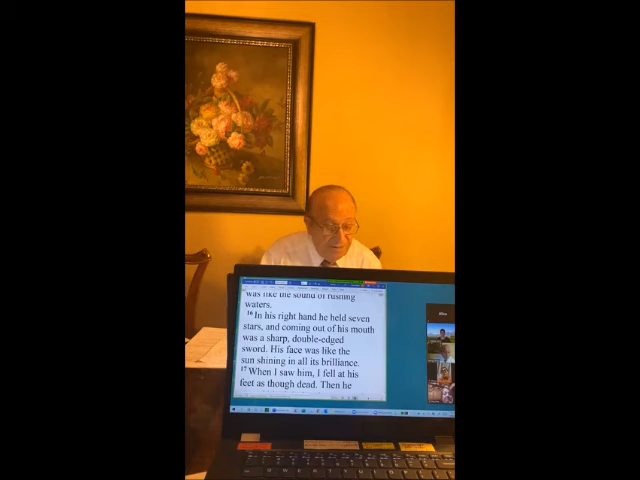 was like the sound of rushing
waters.
16 In his right hand he held seven
stars, and coming out of his mouth
was a sharp, double-edged
sword. His face was like the
sun shining in all its brilliance.
17 When I saw him, I fell at his
feet as though dead. Then he